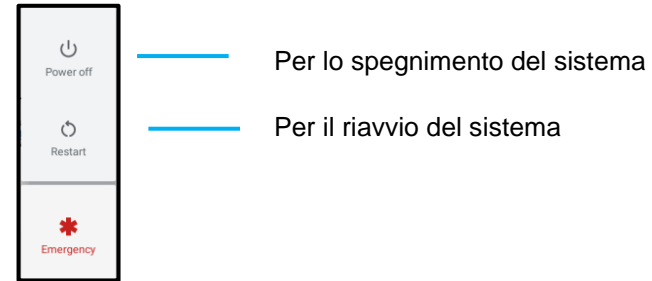 Power off
Per lo spegnimento del sistema
Restart
Per il riavvio del sistema
Emergency